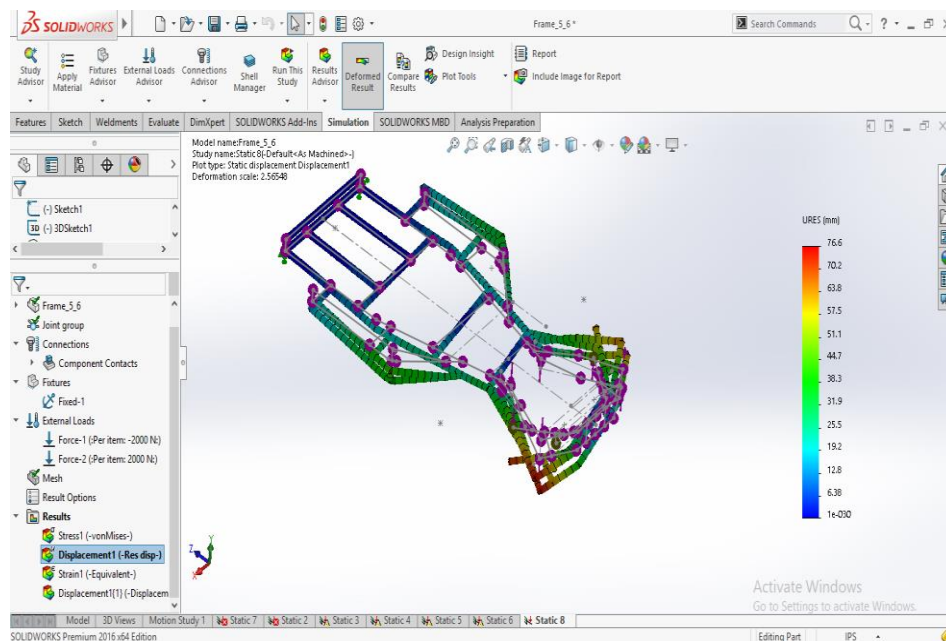 SOLIDWORKS
Frame_5_6 *
Search Commands
Study Advisor
Apply Material
Fixtures Advisor
External Loads Advisor
Connections Advisor
Shell Manager
Run This Study
Results Advisor
Deformed Result
Compare Results
Design Insight
Plot Tools
Report
Include Image for Report
Features Sketch Weldments Evaluate DimXpert SOLIDWORKS Add-Ins Simulation SOLIDWORKS MBD Analysis Preparation
Model name:Frame_5_6
Study name:Static 8(-Default<As Machined>-)
Plot type: Static displacement Displacement1
Deformation scale: 2.56548
(-) Sketch1
(-) 3DSketch1
Frame_5_6
Joint group
Connections
Component Contacts
Fixtures
Fixed-1
External Loads
Force-1 (:Per item: -2000 N:)
Force-2 (:Per item: 2000 N:)
Mesh
Result Options
Results
Stress1 (-vonMises-)
Displacement1 (-Res disp-)
Strain1 (-Equivalent-)
Displacement1(1) (-Displacem
URES (mm)
76.6
70.2
63.8
57.5
51.1
44.7
38.3
31.9
25.5
19.2
12.8
6.38
1e-030
Y
Z
X
Activate Windows
Go to Settings to activate Windows.
Model 3D Views Motion Study 1 Static 7 Static 2 Static 3 Static 4 Static 5 Static 6 Static 8
SOLIDWORKS Premium 2016 x64 Edition
Editing Part IPS